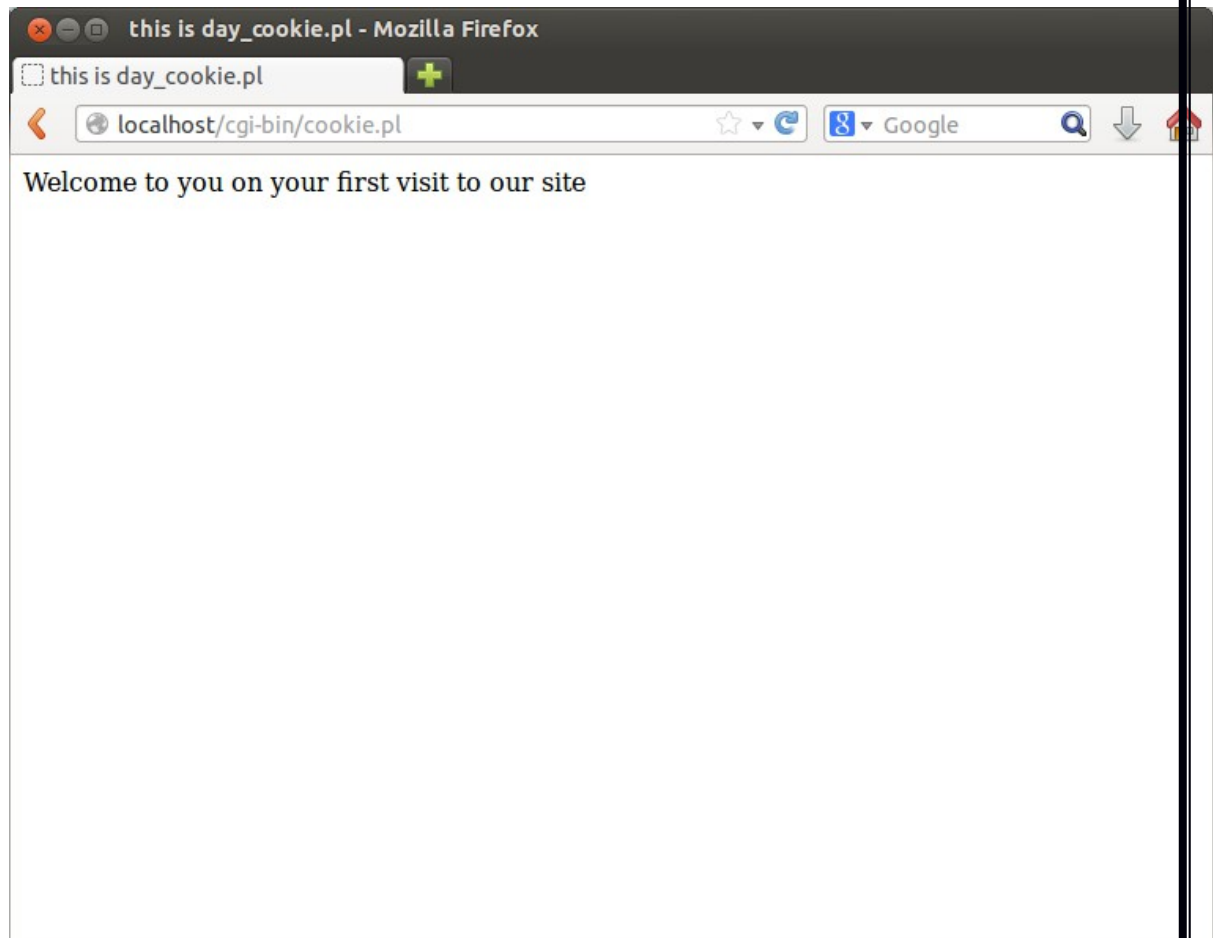 this is day_cookie.pl - Mozilla Firefox
this is day_cookie.pl
localhost/cgi-bin/cookie.pl
8
Google
Welcome to you on your first visit to our site